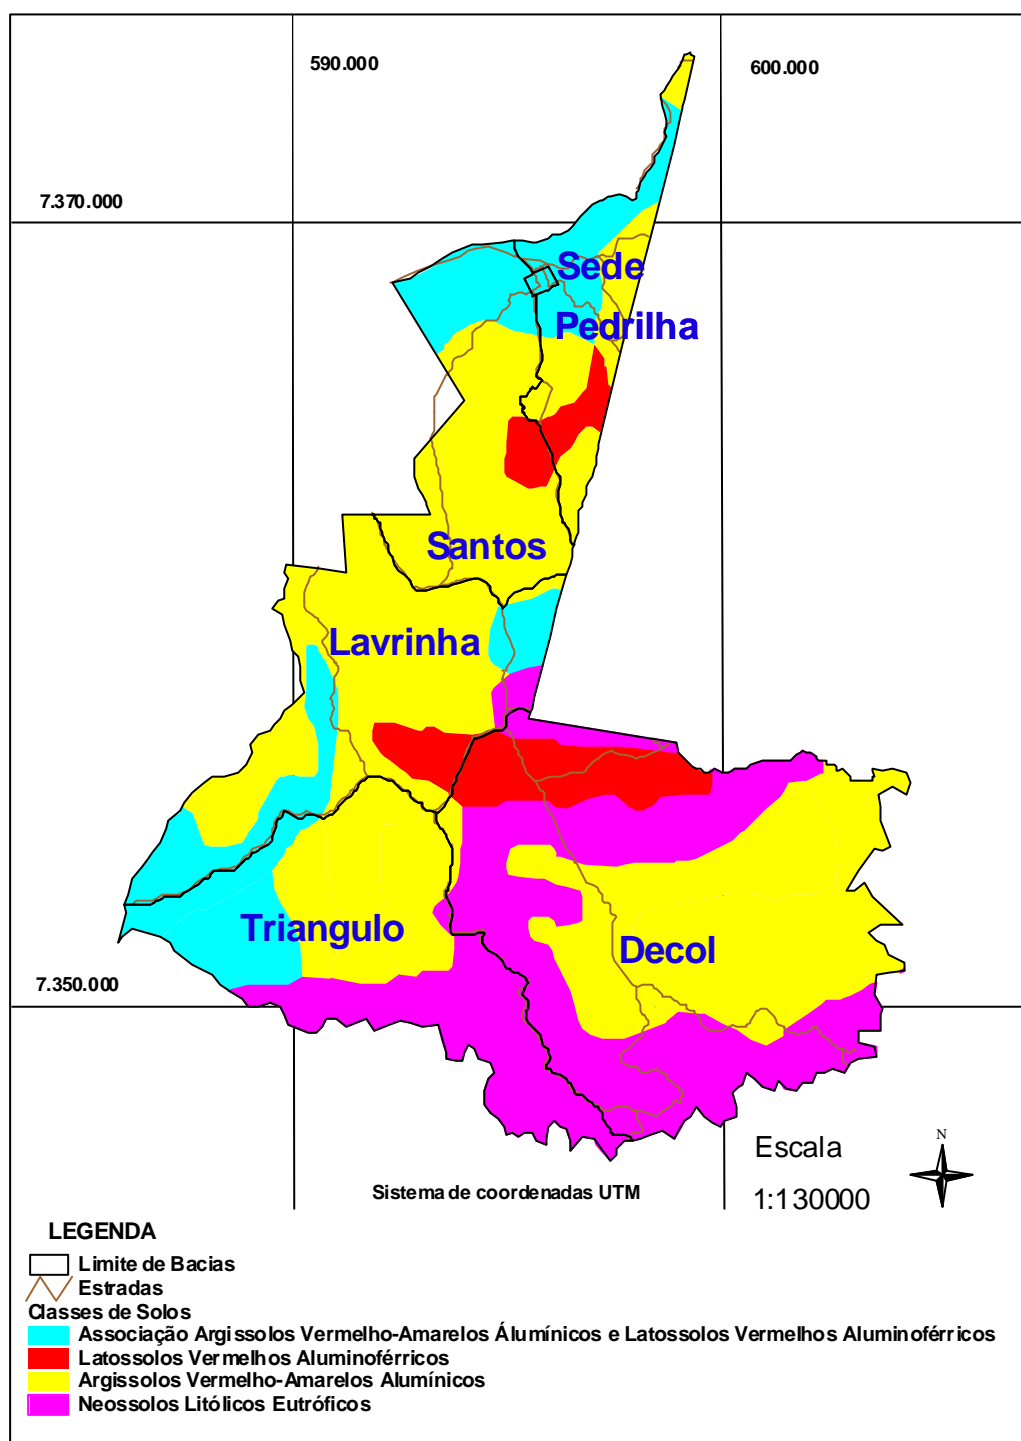 590.000
600.000
7.370.000
Sede
Pedrilha
Santos
Lavrinha
Triangulo
Decol
7.350.000
Escala
N
Sistema de coordenadas UTM
1:130000
LEGENDA
Limite de Bacias
Estradas
Classes de Solos
Associação Argissolos Vermelho-Amarelos Álumínicos e Latossolos Vermelhos Aluminoférricos
Latossolos Vermelhos Aluminoférricos
Argissolos Vermelho-Amarelos Alumínicos
Neossolos Litólicos Eutróficos